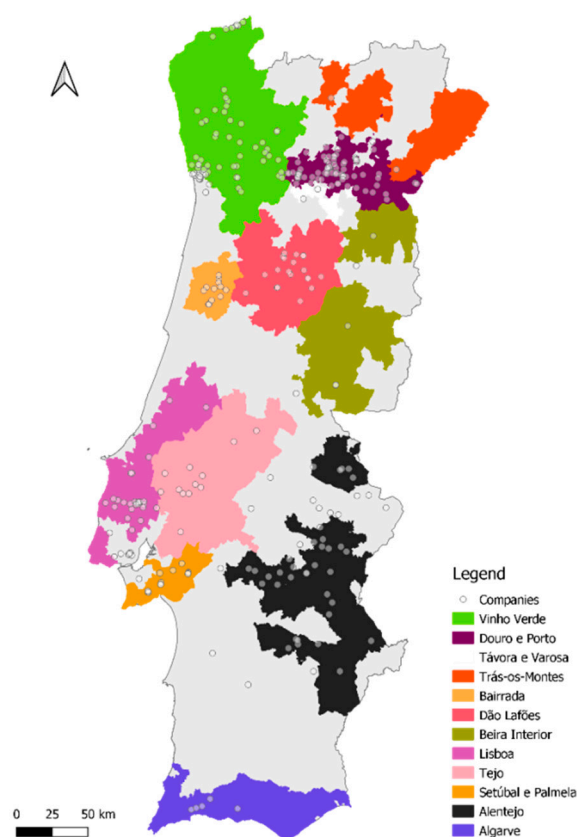 Legend
Companies
Vinho Verde
Douro e Porto
Távora e Varosa
Trás-os-Montes
Bairrada
Dão Lafões
Beira Interior
Lisboa
Tejo
Setúbal e Palmela
Alentejo
Algarve
0 25 50 km